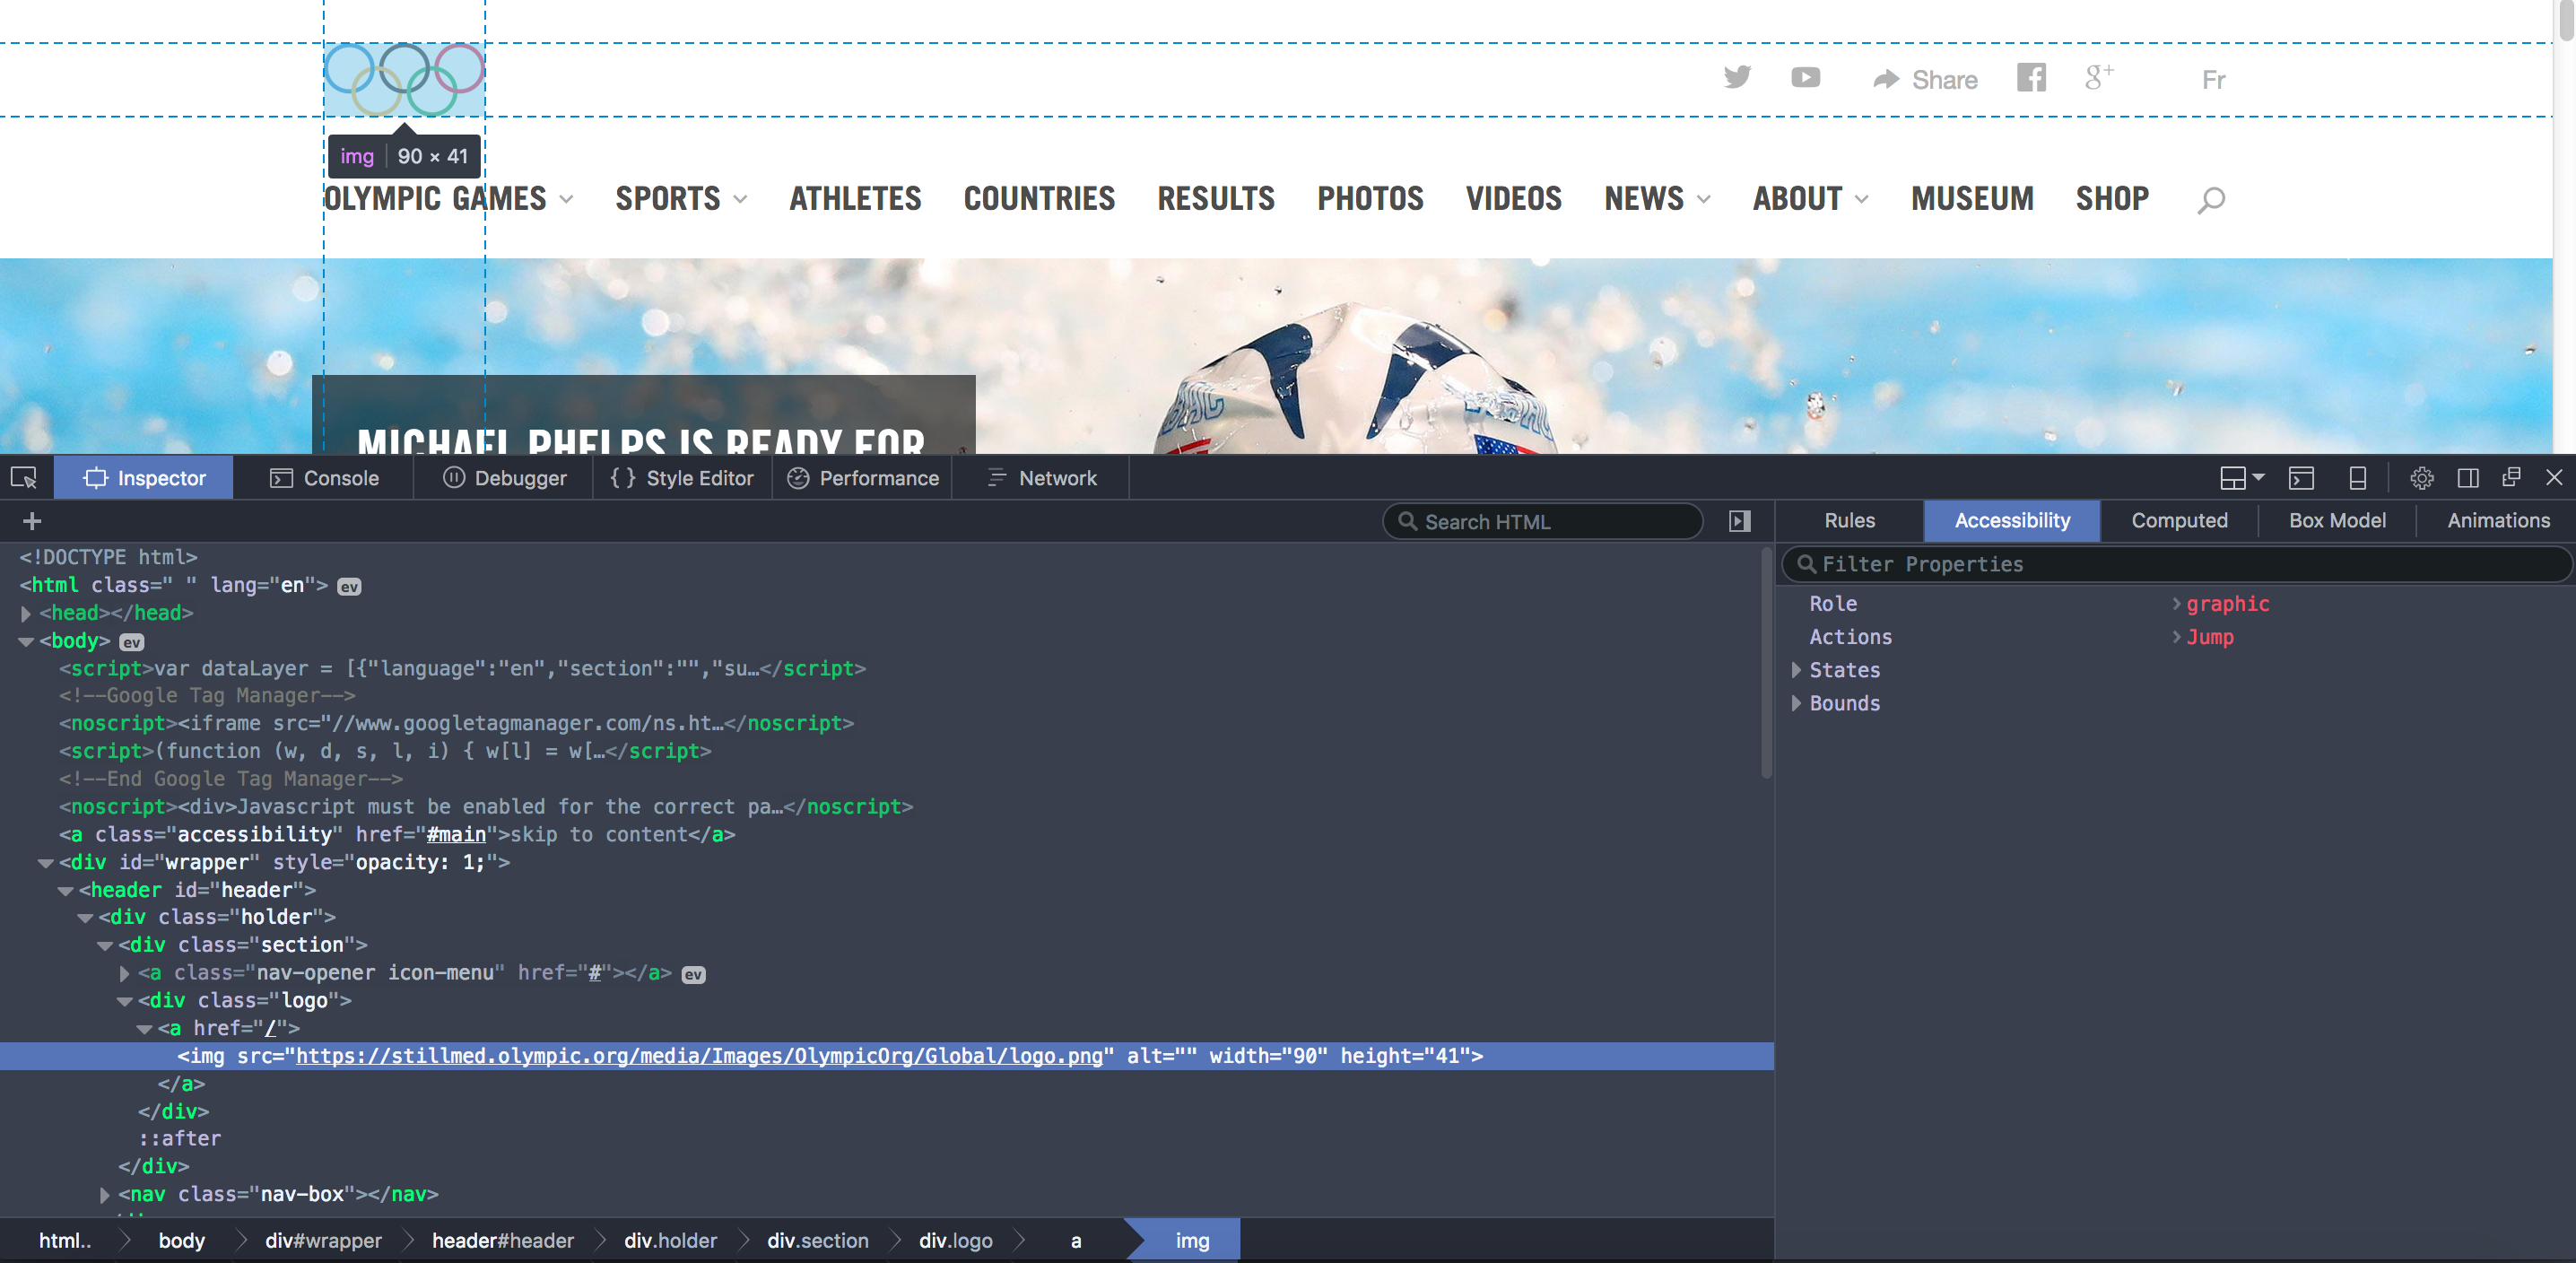 Share
g+
Fr
img 90 × 41
OLYMPIC GAMES SPORTS ATHLETES COUNTRIES RESULTS PHOTOS VIDEOS NEWS ABOUT MUSEUM SHOP
MICHAEL PHELPS IS READY FOR
Inspector Console Debugger { } Style Editor Performance Network
+ Search HTML
<!DOCTYPE html>
<html class=" " lang="en"> ev
<head></head>
<body> ev
<script>var dataLayer = [{"language":"en","section":"","su…</script>
<!--Google Tag Manager-->
<noscript><iframe src="//www.googletagmanager.com/ns.ht…</noscript>
<script>(function (w, d, s, l, i) { w[l] = w[…</script>
<!--End Google Tag Manager-->
<noscript><div>Javascript must be enabled for the correct pa…</noscript>
<a class="accessibility" href="#main">skip to content</a>
<div id="wrapper" style="opacity: 1;">
<header id="header">
<div class="holder">
<div class="section">
<a class="nav-opener icon-menu" href="#"></a> ev
<div class="logo">
<a href="/">
<img src="https://stillmed.olympic.org/media/Images/OlympicOrg/Global/logo.png" alt="" width="90" height="41">
</a>
</div>
::after
</div>
<nav class="nav-box"></nav>
html.. body div#wrapper header#header div.holder div.section div.logo a img
Rules Accessibility Computed Box Model Animations
Filter Properties
Role graphic
Actions Jump
States
Bounds